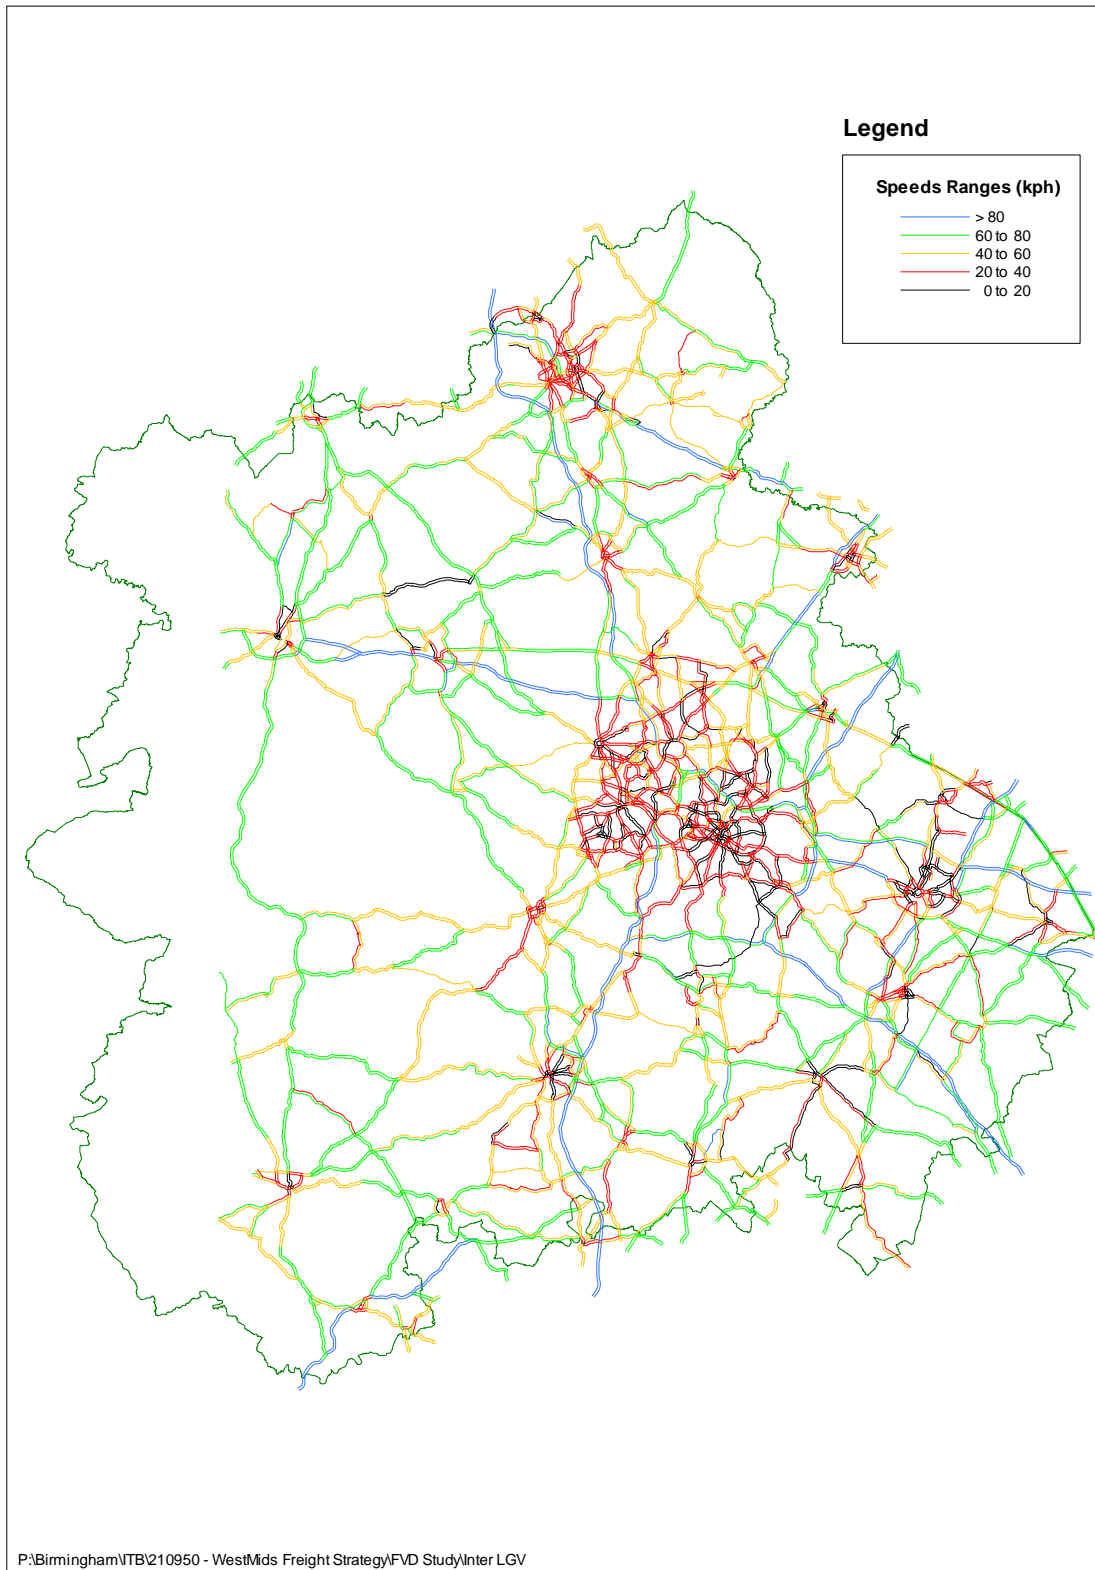 Legend
Speeds Ranges (kph)
> 80
60 to 80
40 to 60
20 to 40
0 to 20
P:\Birmingham\ITB\210950 - WestMids Freight Strategy\FVD Study\Inter LGV